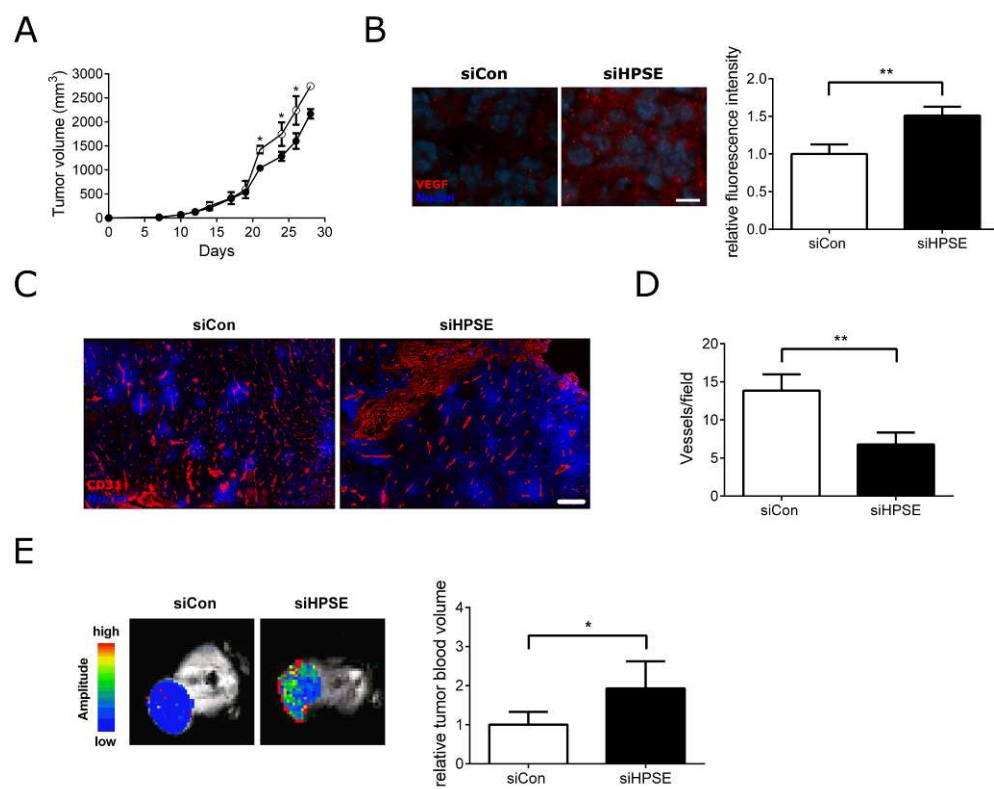 A
Tumor volume (mm³)
3000
2500
2000
1500
1000
500
0
*
*
*
0 5 10 15 20 25 30
Days
B
siCon siHPSE
VEGF
Nuclei
relative fluorescence intensity
2.0
1.5
1.0
0.5
0.0
**
siCon siHPSE
C
siCon siHPSE
CD31
Nuclei
D
Vessels/field
20
15
10
5
0
**
siCon siHPSE
E
siCon siHPSE
high
Amplitude
low
relative tumor blood volume
4
3
2
1
0
*
siCon siHPSE